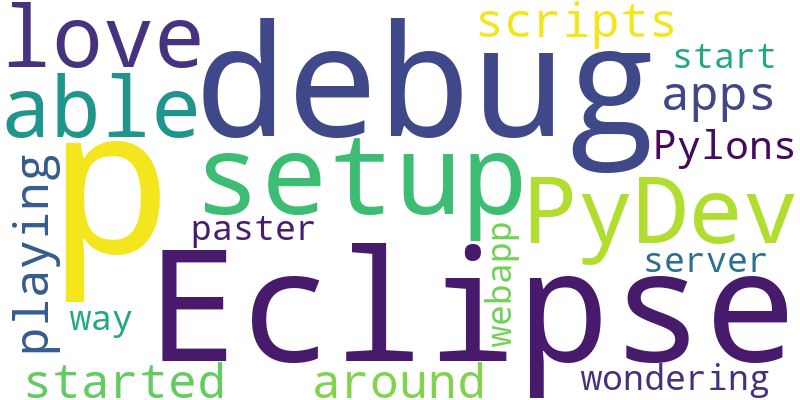 love
debug
scripts
start
able
apps
Pylons
p
setup
playing
PyDev
paster
webapp
server
Eclipse
way
started
around
wondering